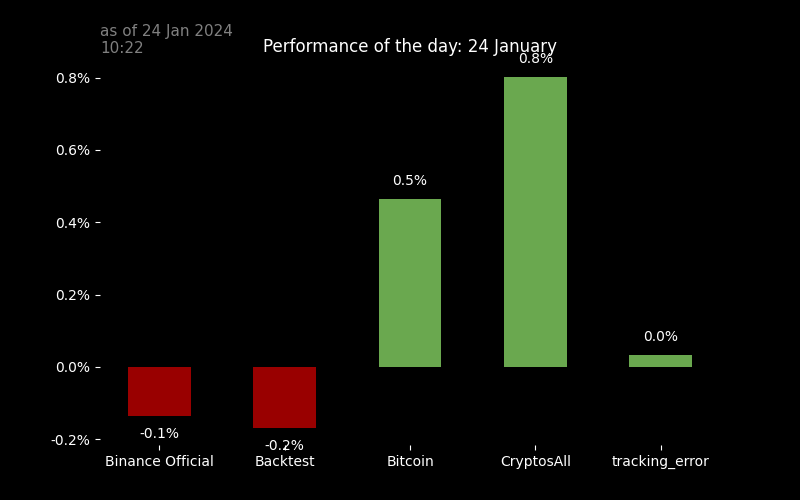 as of 24 Jan 2024
10:22
Performance of the day: 24 January
0.8%
0.6%
0.4%
0.2%
0.0%
-0.2%
-0.1%
-0.2%
0.5%
0.8%
0.0%
Binance Official
Backtest
Bitcoin
CryptosAll
tracking_error